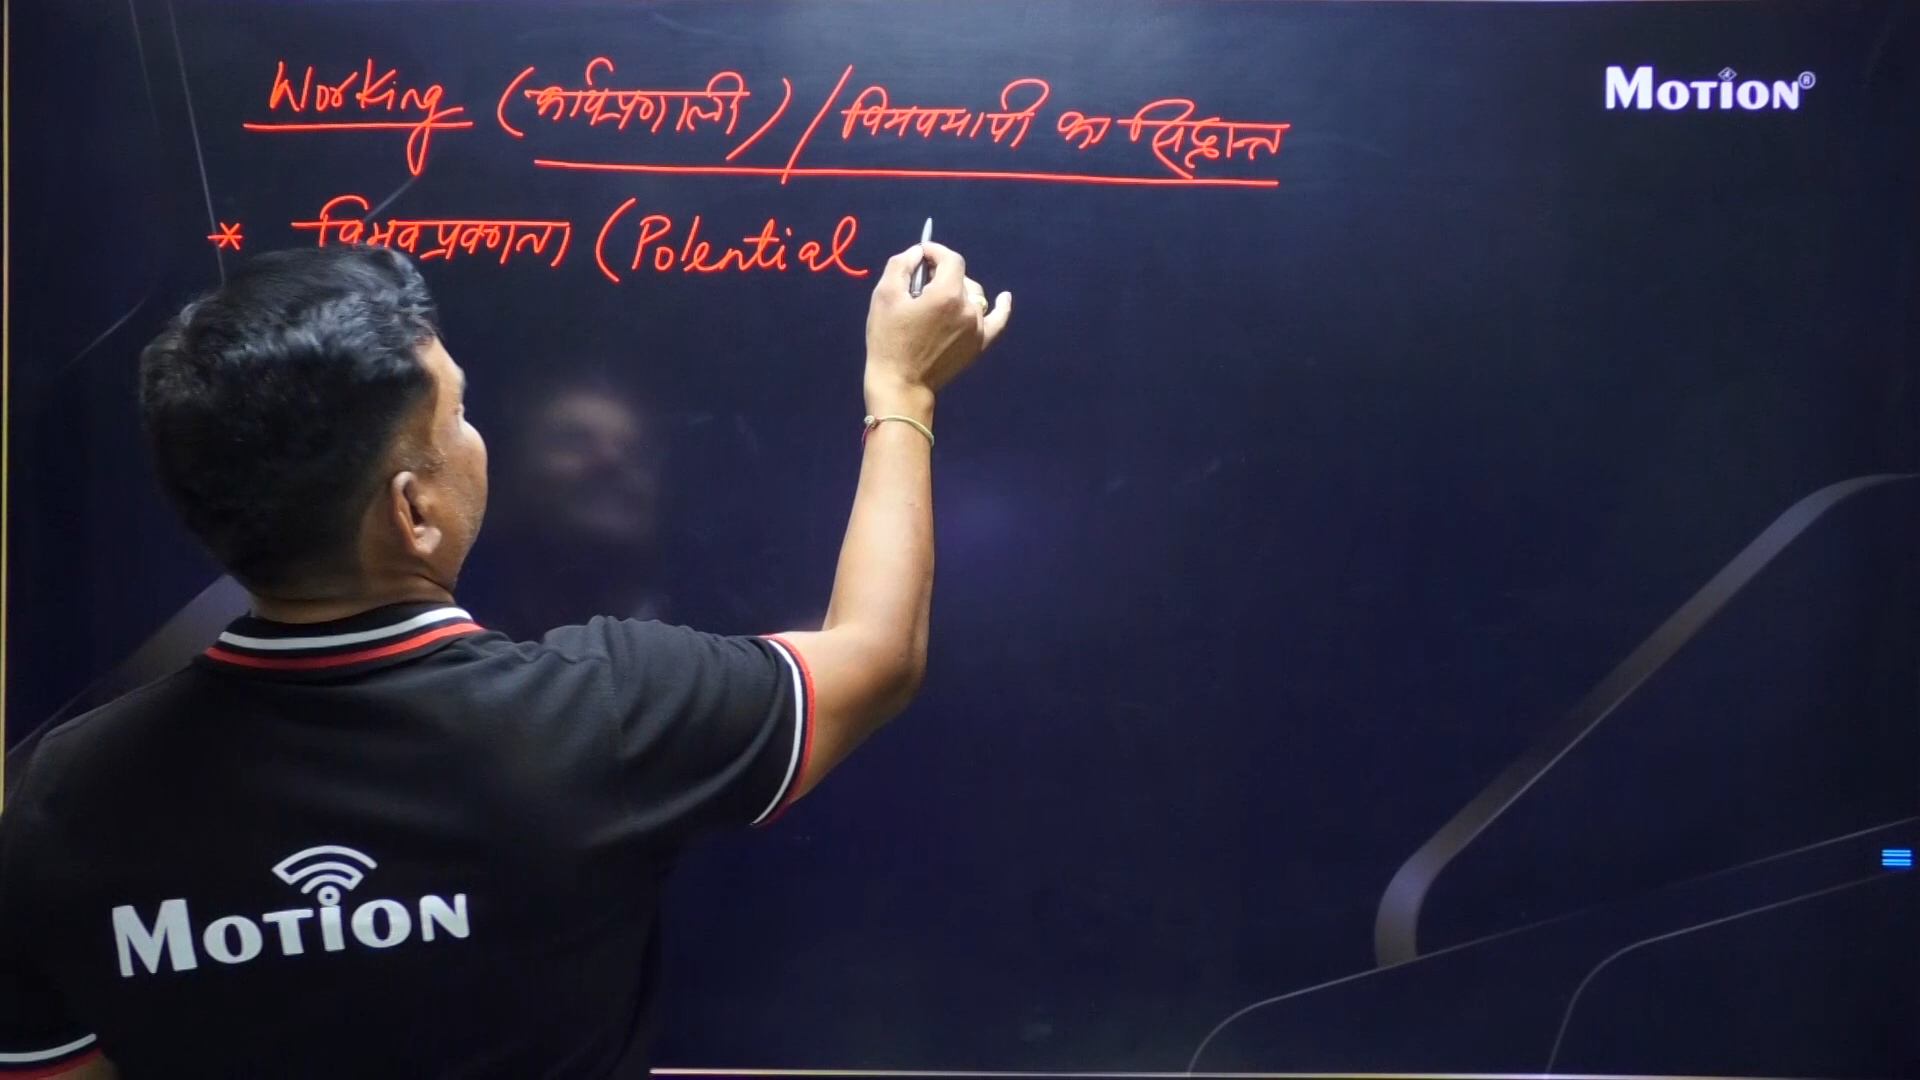 Working (कार्यप्रणाली) / विभवमापी का सिद्धान्त
MOTION®
* विभवप्रवणता (Potential
MOTION